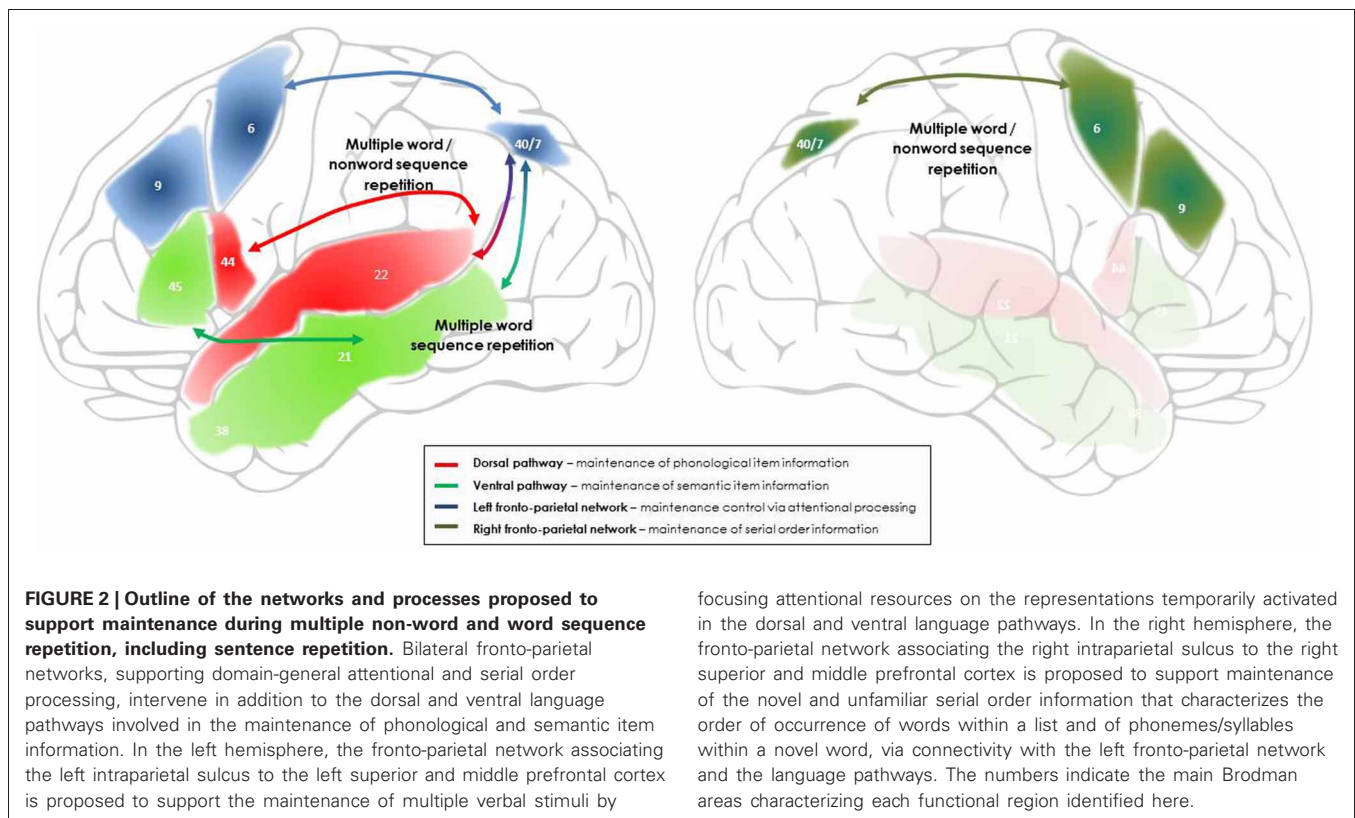 6
40/7
Multiple word /
nonword sequence
repetition
9
44
22
45
Multiple word
sequence repetition
21
38
40/7
Multiple word /
nonword sequence
repetition
6
9
44
22
45
21
38
Dorsal pathway – maintenance of phonological item information
Ventral pathway – maintenance of semantic item information
Left fronto-parietal network – maintenance control via attentional processing
Right fronto-parietal network – maintenance of serial order information
FIGURE 2 | Outline of the networks and processes proposed to
support maintenance during multiple non-word and word sequence
repetition, including sentence repetition. Bilateral fronto-parietal
networks, supporting domain-general attentional and serial order
processing, intervene in addition to the dorsal and ventral language
pathways involved in the maintenance of phonological and semantic item
information. In the left hemisphere, the fronto-parietal network associating
the left intraparietal sulcus to the left superior and middle prefrontal cortex
is proposed to support the maintenance of multiple verbal stimuli by
focusing attentional resources on the representations temporarily activated
in the dorsal and ventral language pathways. In the right hemisphere, the
fronto-parietal network associating the right intraparietal sulcus to the right
superior and middle prefrontal cortex is proposed to support maintenance
of the novel and unfamiliar serial order information that characterizes the
order of occurrence of words within a list and of phonemes/syllables
within a novel word, via connectivity with the left fronto-parietal network
and the language pathways. The numbers indicate the main Brodman
areas characterizing each functional region identified here.